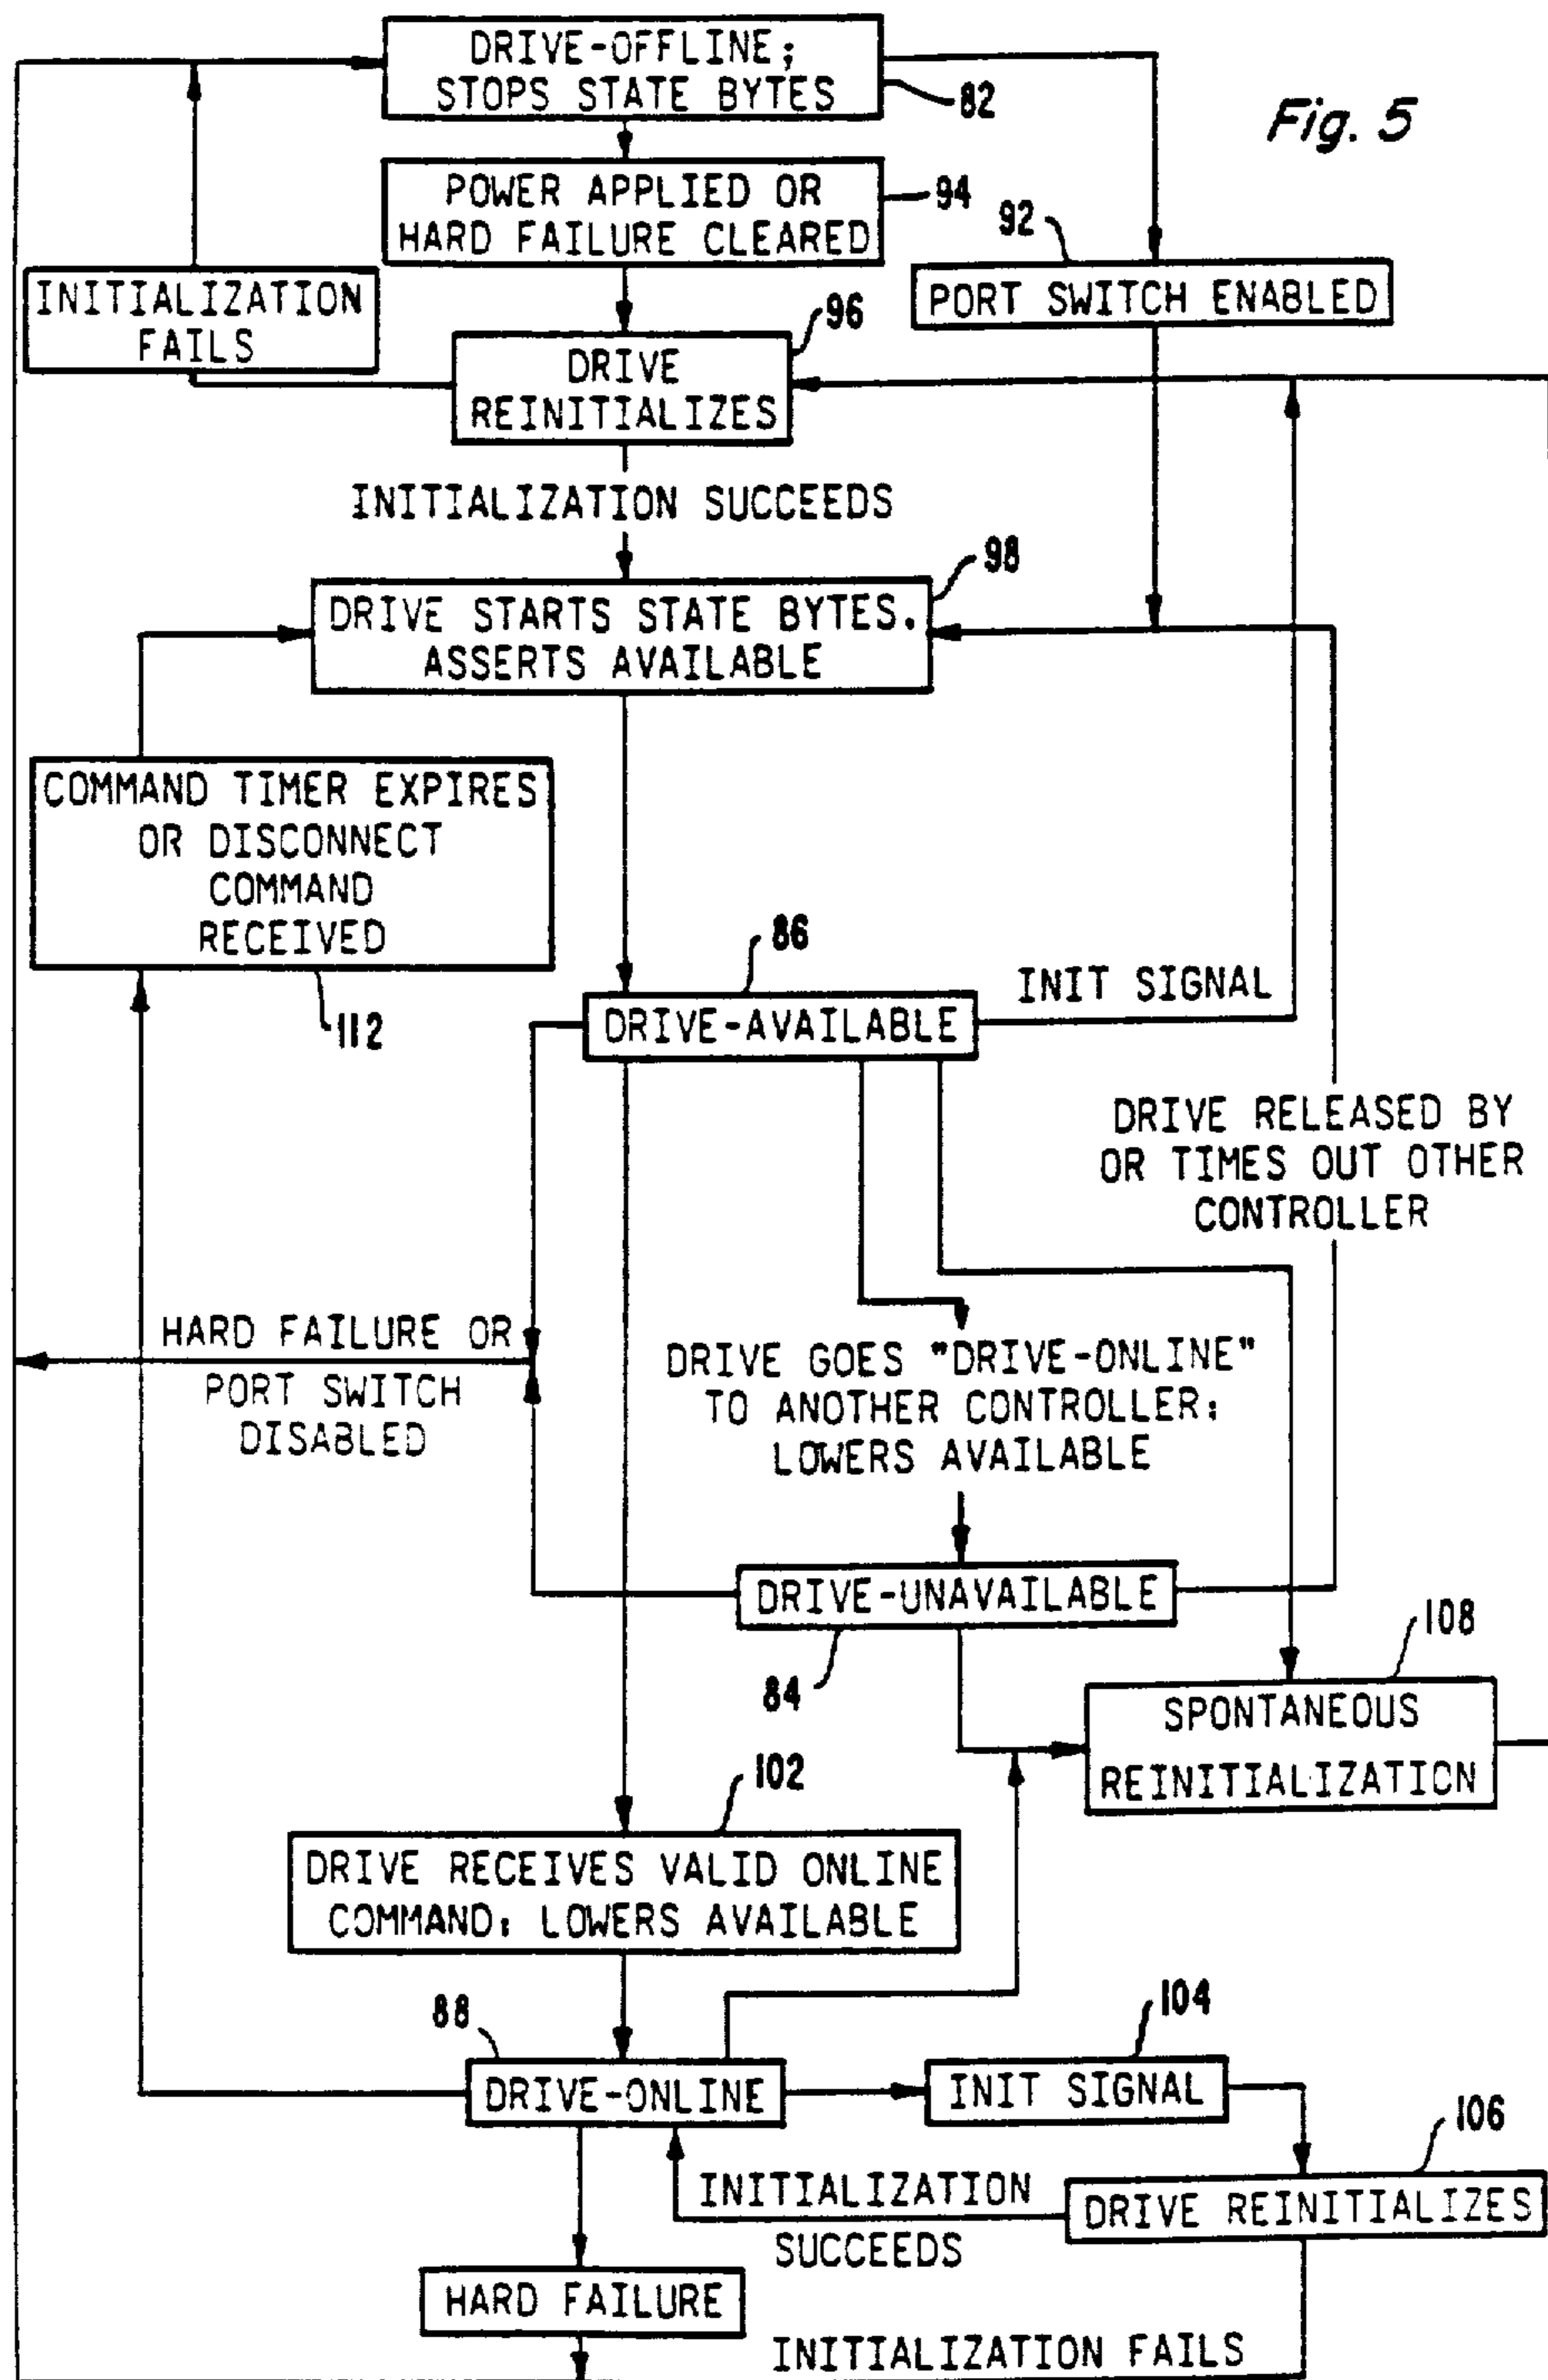 DRIVE-OFFLINE;
STOPS STATE BYTES
82
Fig. 5
POWER APPLIED OR
HARD FAILURE CLEARED
94
92
PORT SWITCH ENABLED
INITIALIZATION
FAILS
96
DRIVE
REINITIALIZES
INITIALIZATION SUCCEEDS
98
DRIVE STARTS STATE BYTES.
ASSERTS AVAILABLE
COMMAND TIMER EXPIRES
OR DISCONNECT
COMMAND
RECEIVED
112
86
DRIVE-AVAILABLE
INIT SIGNAL
DRIVE RELEASED BY
OR TIMES OUT OTHER
CONTROLLER
HARD FAILURE OR
PORT SWITCH
DISABLED
DRIVE GOES "DRIVE-ONLINE"
TO ANOTHER CONTROLLER;
LOWERS AVAILABLE
DRIVE-UNAVAILABLE
84
108
SPONTANEOUS
REINITIALIZATION
102
DRIVE RECEIVES VALID ONLINE
COMMAND; LOWERS AVAILABLE
88
DRIVE-ONLINE
104
INIT SIGNAL
106
DRIVE REINITIALIZES
INITIALIZATION
SUCCEEDS
HARD FAILURE
INITIALIZATION FAILS